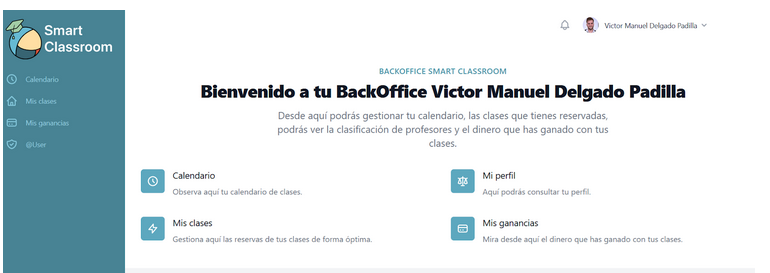 Smart
Classroom
Calendario
Mis clases
Mis ganancias
@User
Victor Manuel Delgado Padilla
BACKOFFICE SMART CLASSROOM
Bienvenido a tu BackOffice Victor Manuel Delgado Padilla
Desde aquí podrás gestionar tu calendario, las clases que tienes reservadas,
podrás ver la clasificación de profesores y el dinero que has ganado con tus
clases.
Calendario
Observa aquí tu calendario de clases.
Mi perfil
Aquí podrás consultar tu perfil.
Mis clases
Gestiona aquí las reservas de tus clases de forma óptima.
Mis ganancias
Mira desde aquí el dinero que has ganado con tus clases.